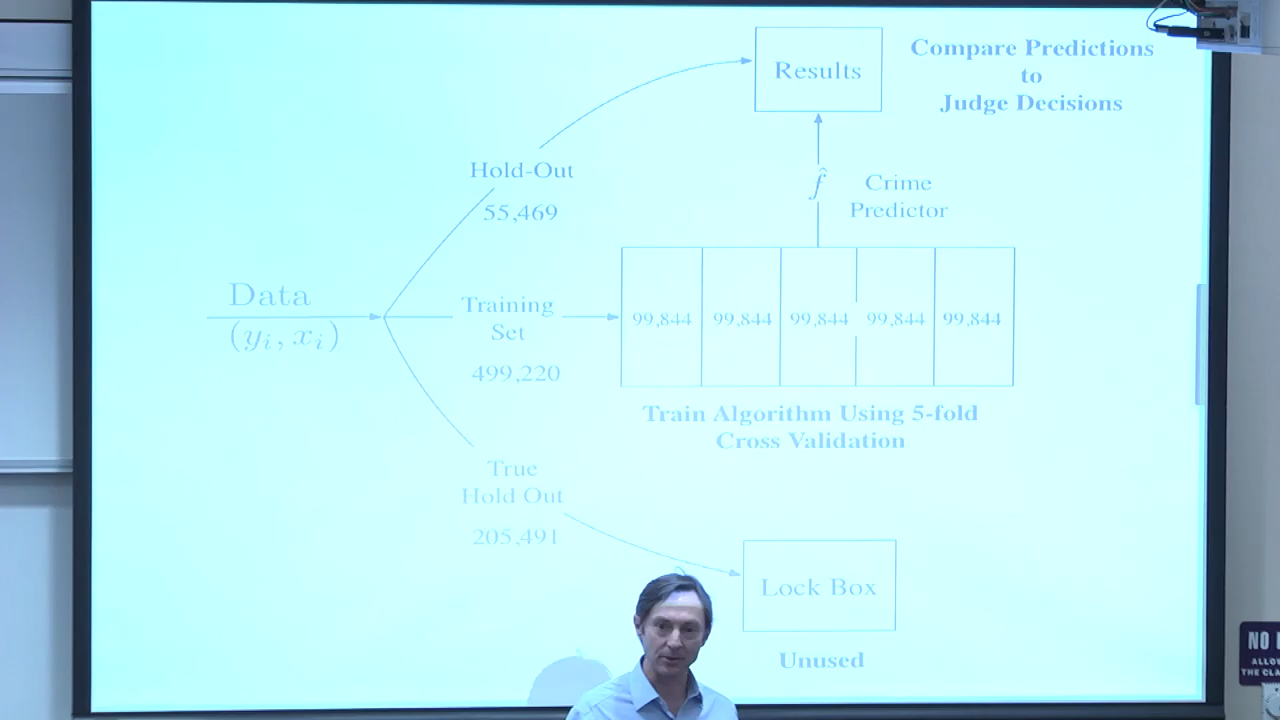 Results
Compare Predictions
to
Judge Decisions
Hold-Out
55,469
f̂
Crime
Predictor
Data
(yᵢ, xᵢ)
Training
Set
499,220
99,844 99,844 99,844 99,844 99,844
Train Algorithm Using 5-fold
Cross Validation
True
Hold Out
205,491
Lock Box
Unused
NO